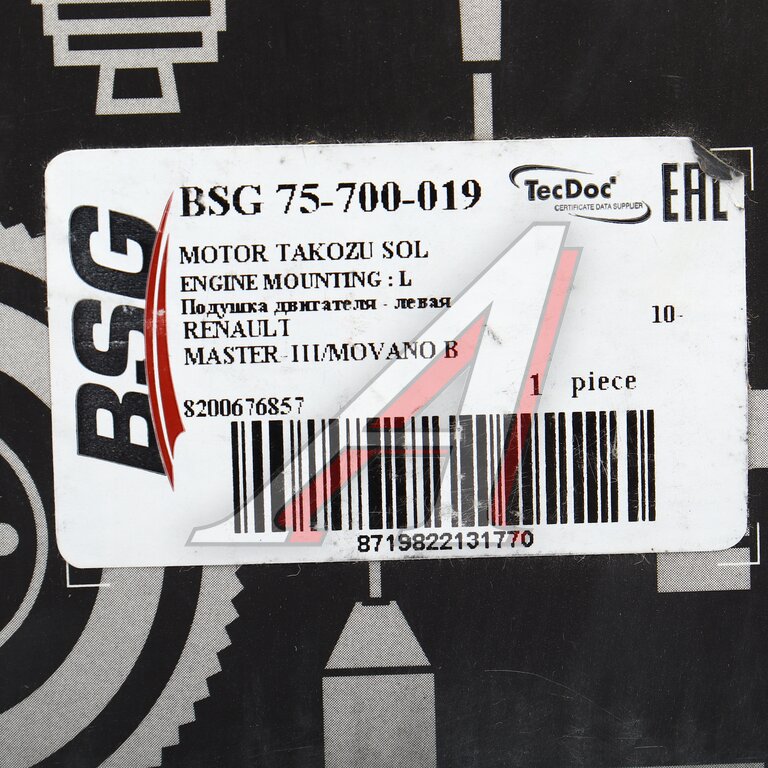 BSG
BSG 75-700-019
TecDoc
CERTIFICATE DATA SUPPLIER
EAC
MOTOR TAKOZU SOL
ENGINE MOUNTING : L
Подушка двигателя - левая
RENAULT
10-
MASTER-III/MOVANO B
1 piece
8200676857
8719822131770